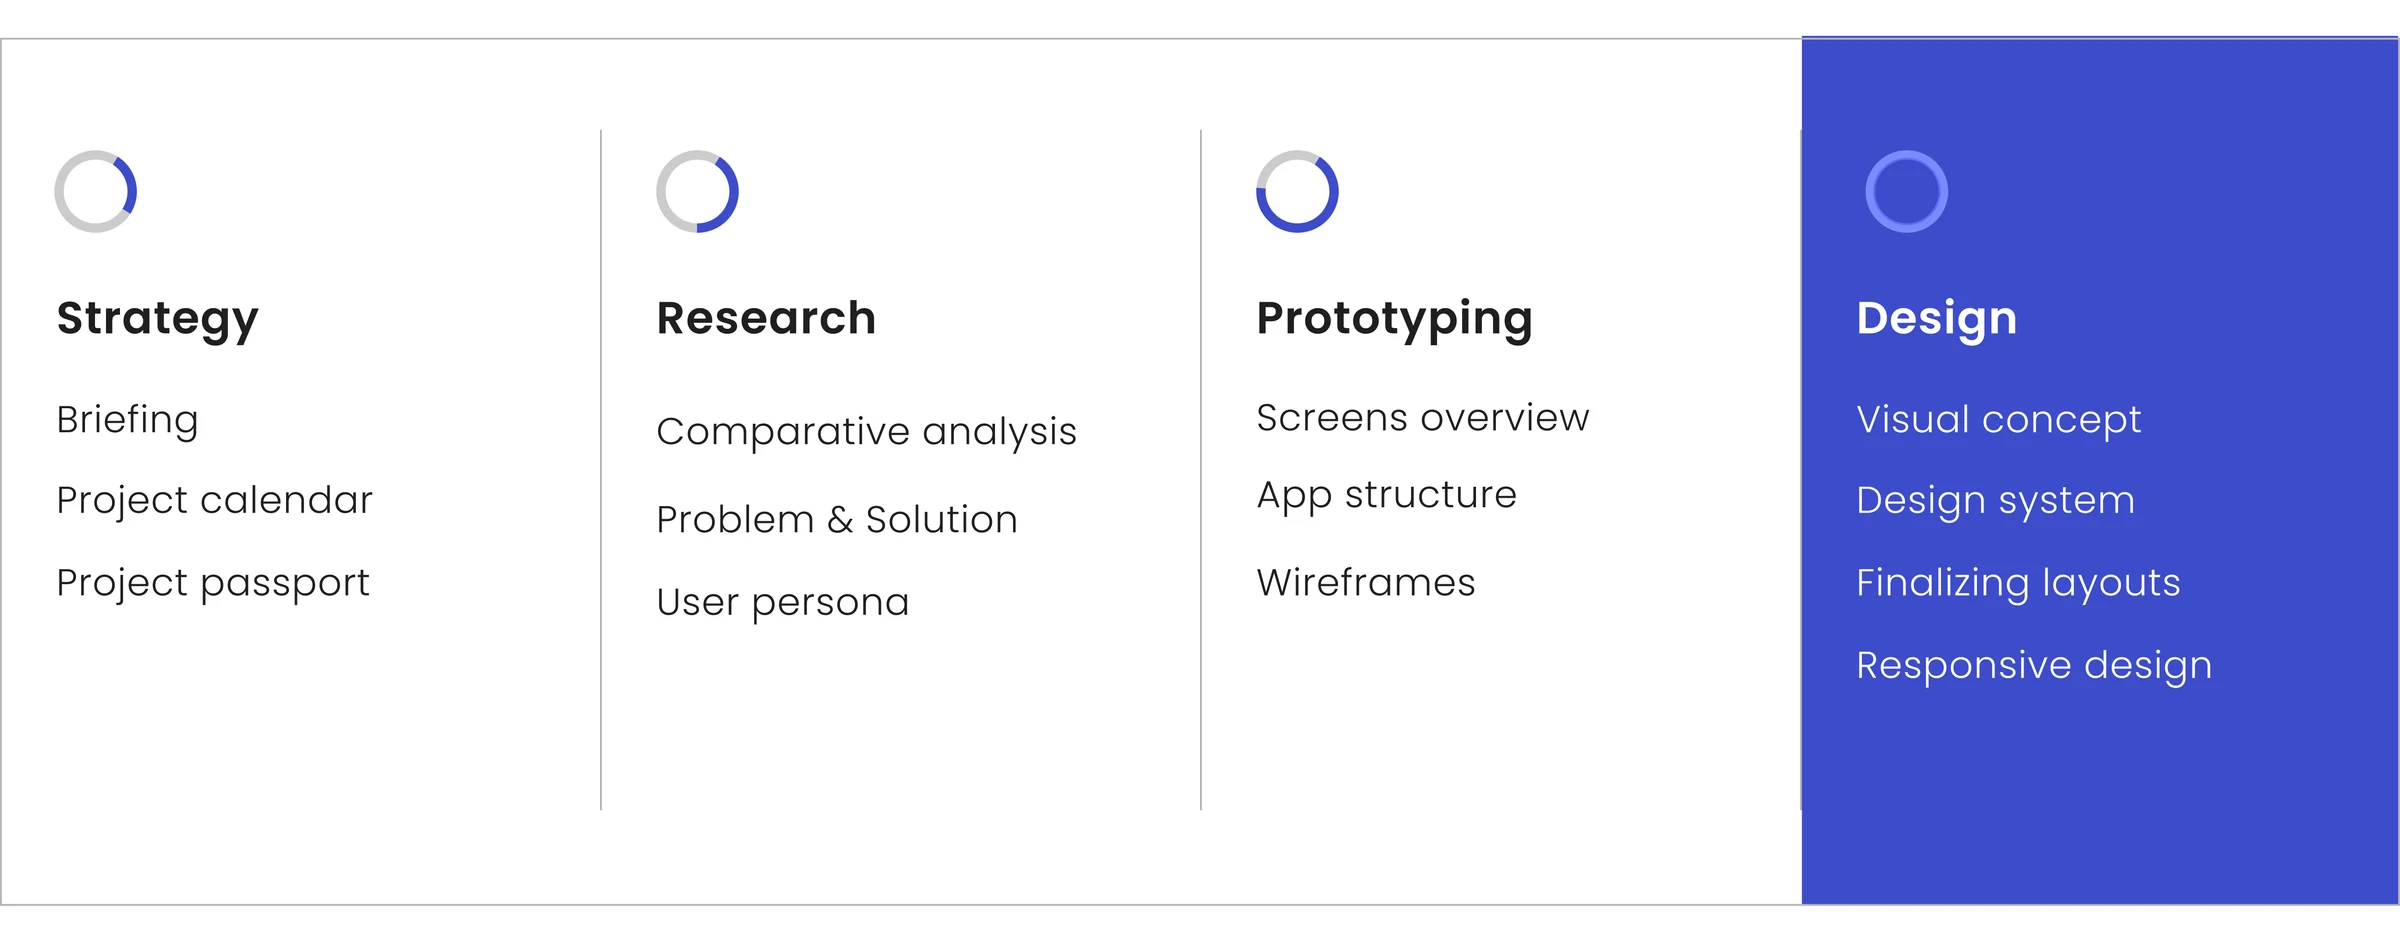 Strategy
Briefing
Project calendar
Project passport
Research
Comparative analysis
Problem & Solution
User persona
Prototyping
Screens overview
App structure
Wireframes
Design
Visual concept
Design system
Finalizing layouts
Responsive design